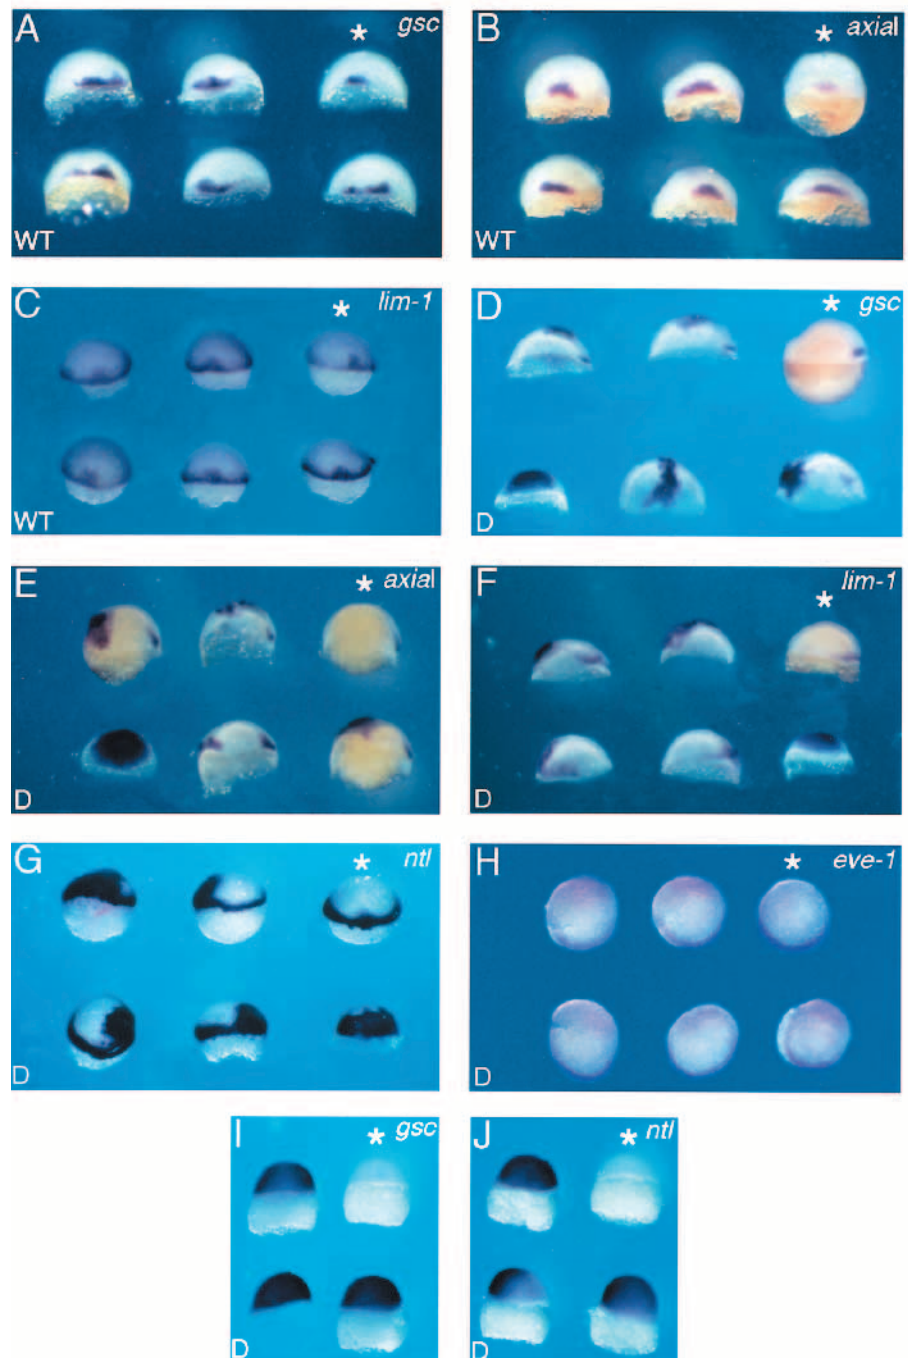 A * gsc
WT
B * axial
WT
C * lim-1
WT
D * gsc
D
E * axial
D
F * lim-1
D
G * ntl
D
H * eve-1
D
I * gsc
D
J * ntl
D